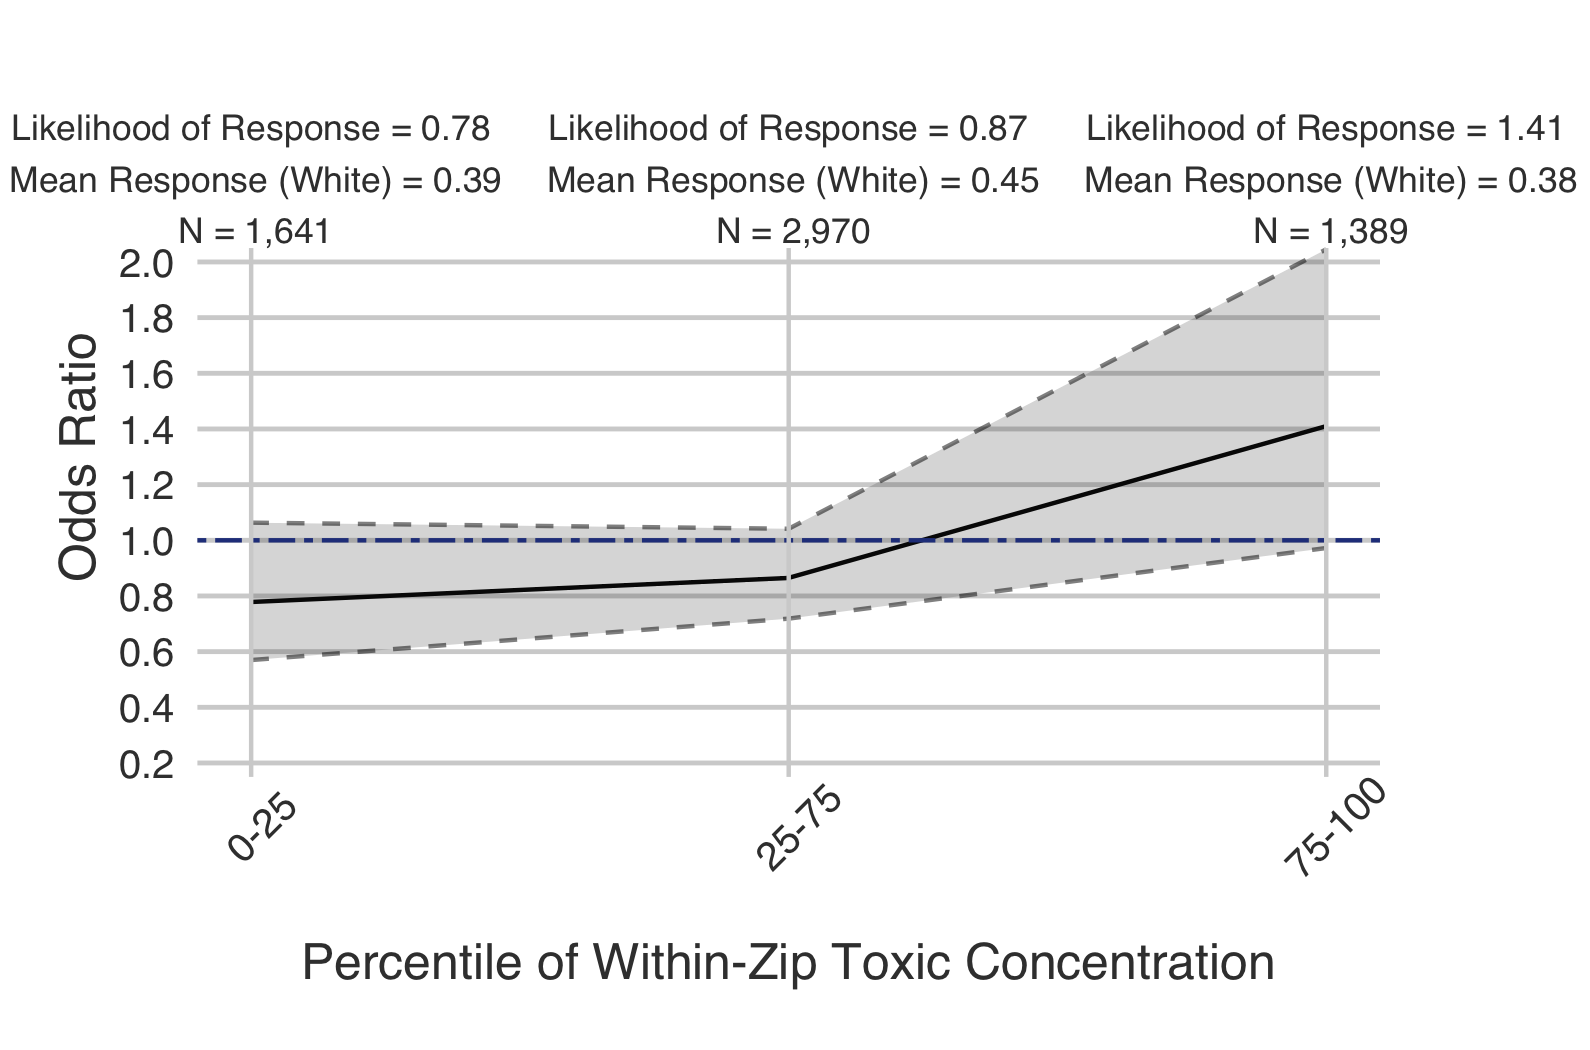 Likelihood of Response = 0.78
Mean Response (White) = 0.39
N = 1,641
Likelihood of Response = 0.87
Mean Response (White) = 0.45
N = 2,970
Likelihood of Response = 1.41
Mean Response (White) = 0.38
N = 1,389
Odds Ratio
2.0
1.8
1.6
1.4
1.2
1.0
0.8
0.6
0.4
0.2
0-25
25-75
75-100
Percentile of Within-Zip Toxic Concentration